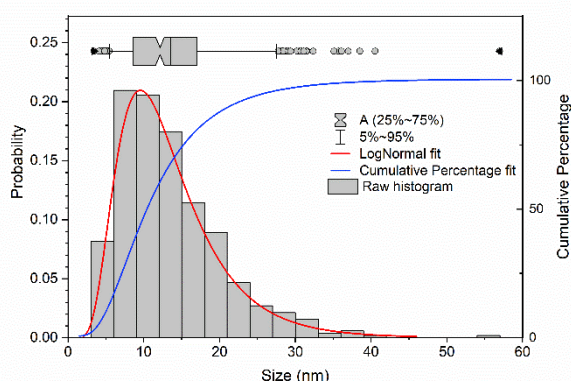 0.25
0.20
0.15
0.10
0.05
0.00
Probability
A (25%~75%)
5%~95%
LogNormal fit
Cumulative Percentage fit
Raw histogram
100
50
0
Cumulative Percentage
0 10 20 30 40 50 60
Size (nm)